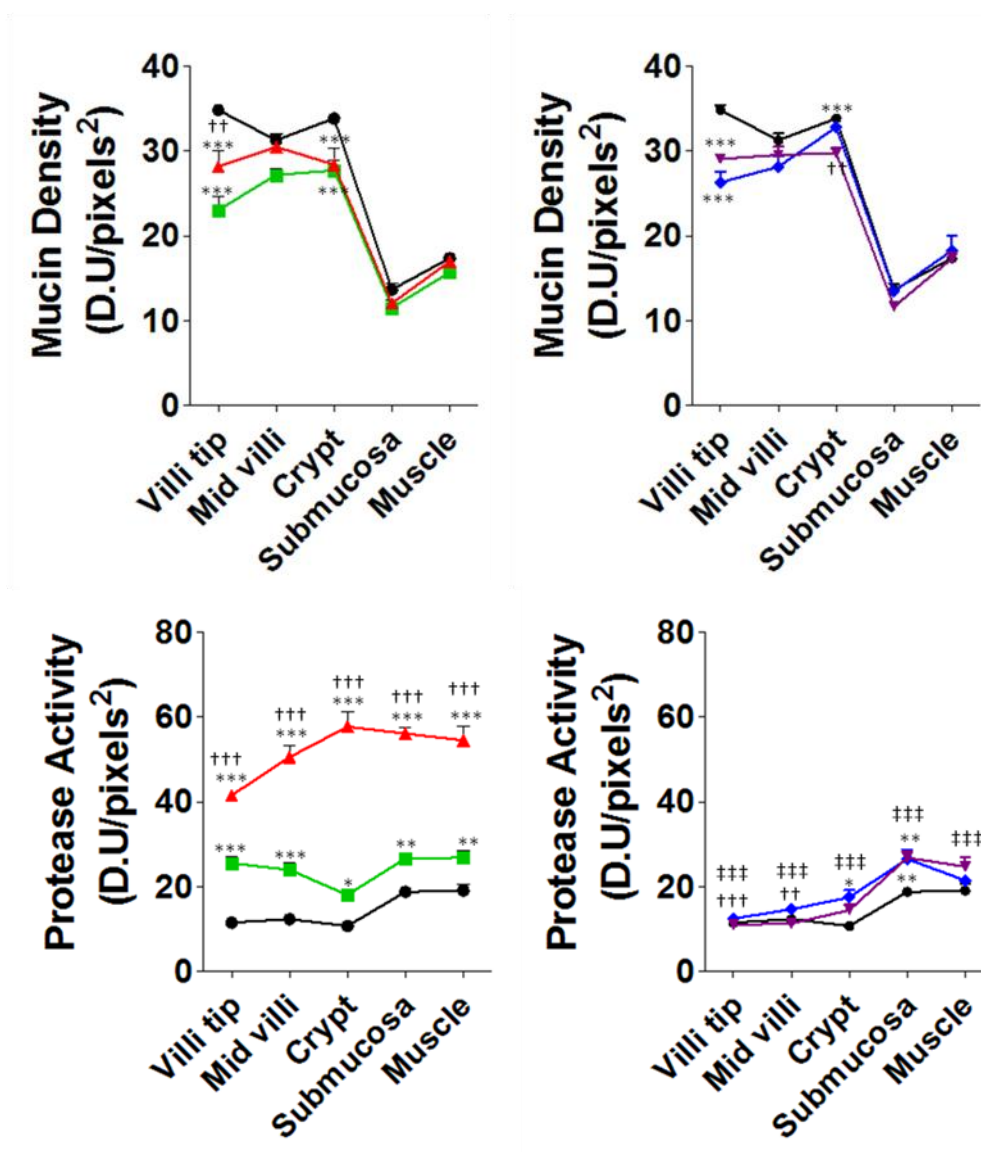 Mucin Density
(D.U/pixels²)
40
30
20
10
0
††
***
***
***
***
Villi tip
Mid villi
Crypt
Submucosa
Muscle
Mucin Density
(D.U/pixels²)
40
30
20
10
0
***
***
***
††
Villi tip
Mid villi
Crypt
Submucosa
Muscle
Protease Activity
(D.U/pixels²)
80
60
40
20
0
†††
***
†††
***
†††
***
†††
***
†††
***
***
***
*
**
**
Villi tip
Mid villi
Crypt
Submucosa
Muscle
Protease Activity
(D.U/pixels²)
80
60
40
20
0
‡‡‡
†††
‡‡‡
††
‡‡‡
*
‡‡‡
**
**
‡‡‡
Villi tip
Mid villi
Crypt
Submucosa
Muscle